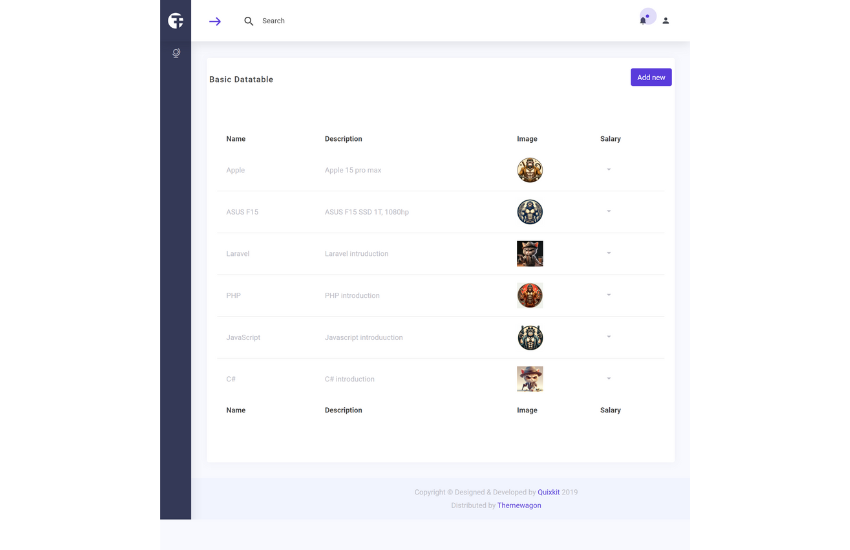 Search
Basic Datatable
Add new
Name Description Image Salary
Apple Apple 15 pro max
ASUS F15 ASUS F15 SSD 1T, 1080hp
Laravel Laravel intruduction
PHP PHP introduction
JavaScript Javascript introduuction
C# C# introduction
Name Description Image Salary
Copyright © Designed & Developed by Quixkit 2019
Distributed by Themewagon